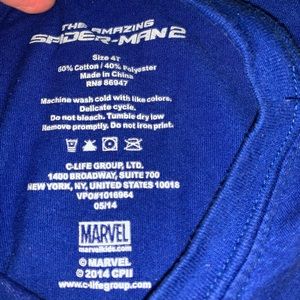 THE AMAZING
SPIDER-MAN 2
Size 4T
60% Cotton / 40% Polyester
Made in China
RN# 86947
Machine wash cold with like colors.
Delicate cycle.
Do not bleach. Tumble dry low
Remove promptly. Do not iron print.
C-LIFE GROUP, LTD.
1400 BROADWAY, SUITE 700
NEW YORK, NY, UNITED STATES 10018
VPO#1016964
05/14
MARVEL
marvelkids.com
© MARVEL
© 2014 CPII
www.c-lifegroup.com